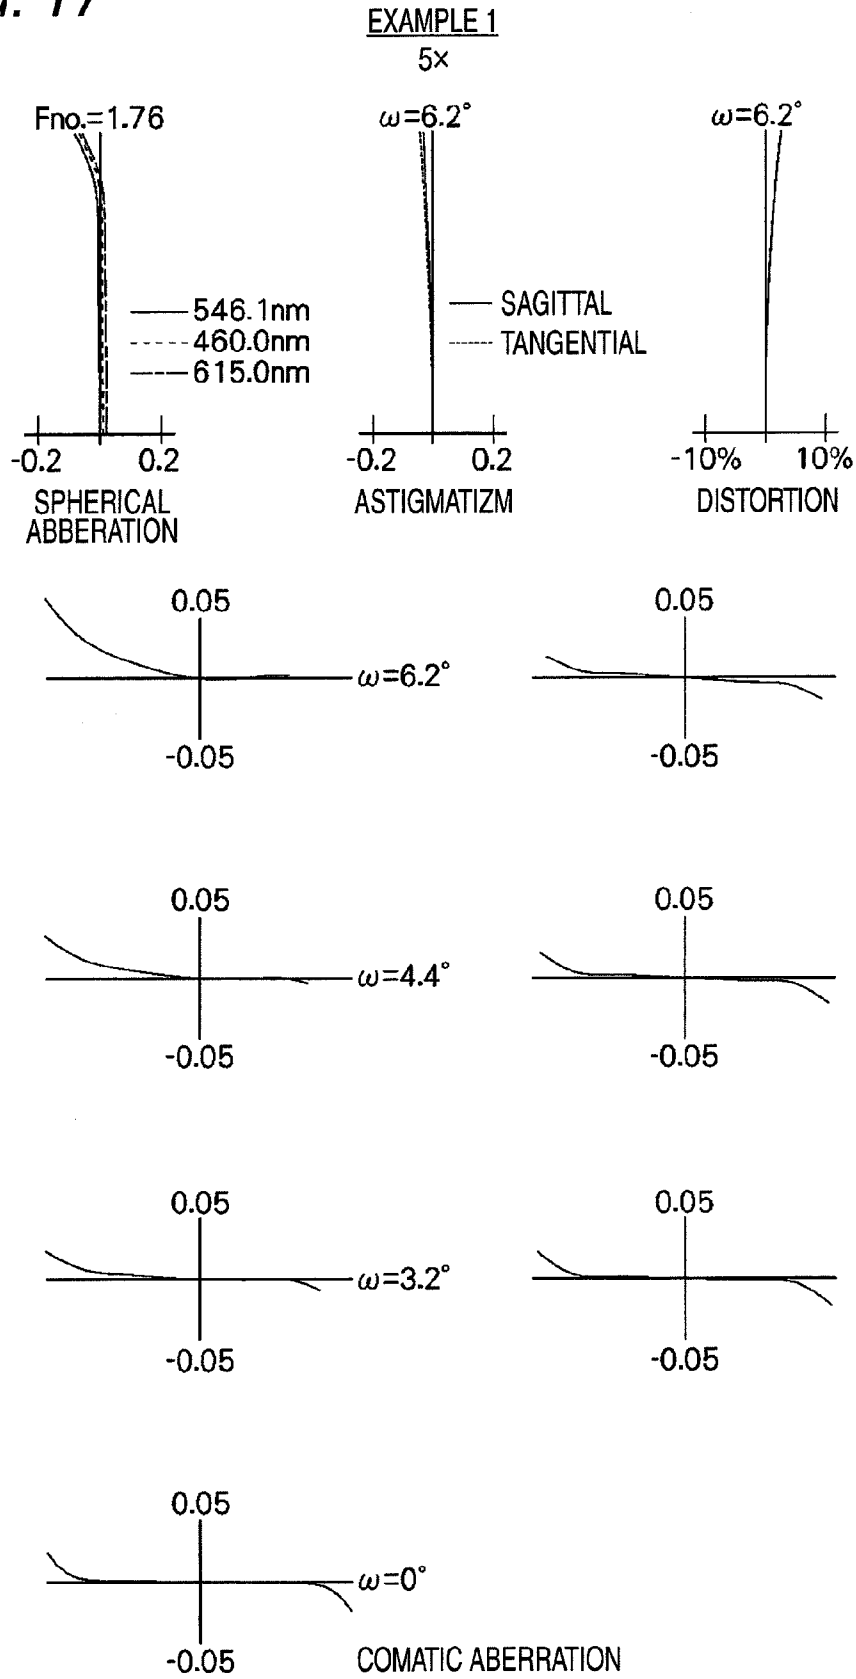 17
EXAMPLE 1
5×
Fno.=1.76
ω=6.2°
ω=6.2°
546.1nm
460.0nm
615.0nm
SAGITTAL
TANGENTIAL
-0.2 0.2
-0.2 0.2
-10% 10%
SPHERICAL
ABBERATION
ASTIGMATIZM
DISTORTION
0.05 0.05
ω=6.2°
-0.05 -0.05
0.05 0.05
ω=4.4°
-0.05 -0.05
0.05 0.05
ω=3.2°
-0.05 -0.05
0.05
ω=0°
-0.05
COMATIC ABERRATION